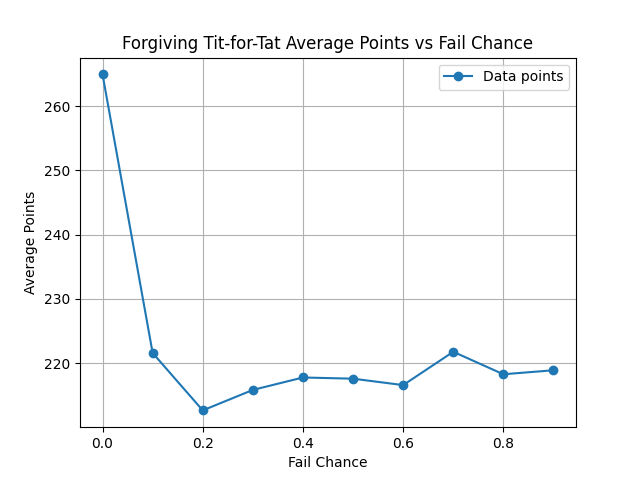 Forgiving Tit-for-Tat Average Points vs Fail Chance
Data points
260
250
240
230
220
Average Points
0.0 0.2 0.4 0.6 0.8
Fail Chance